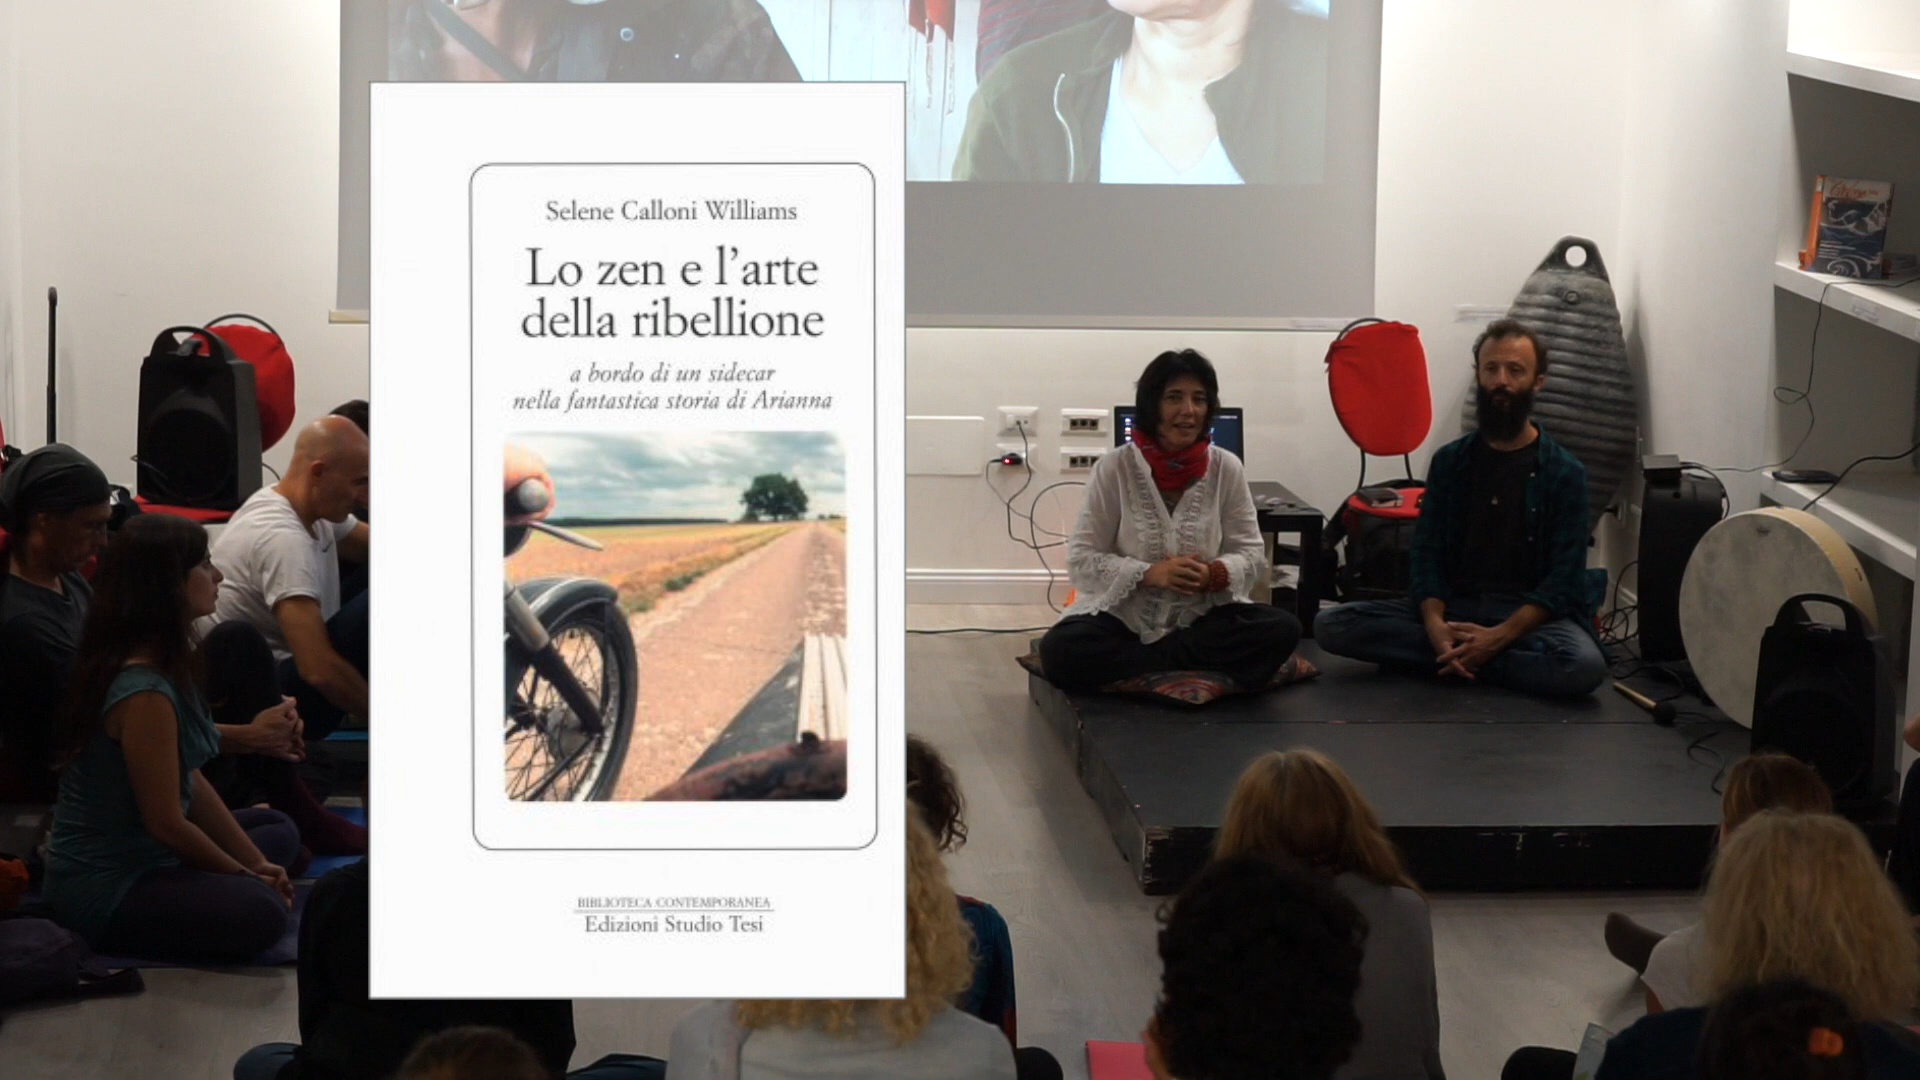 Selene Calloni Williams
Lo zen e l'arte
della ribellione
a bordo di un sidecar
nella fantastica storia di Arianna
BIBLIOTECA CONTEMPORANEA
Edizioni Studio Tesi